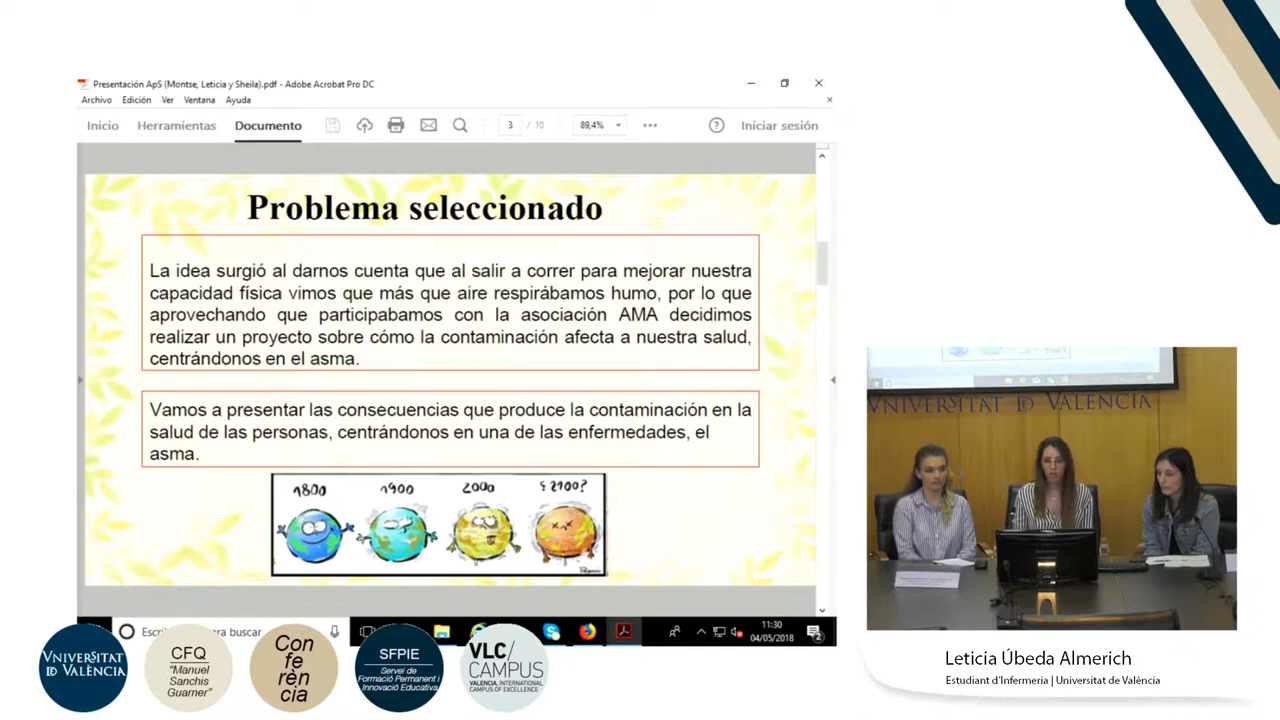 Presentación ApS (Montse, Leticia y Sheila).pdf - Adobe Acrobat Pro DC
Archivo Edición Ver Ventana Ayuda
Inicio Herramientas Documento 3 / 10 89,4% Iniciar sesión
Problema seleccionado
La idea surgió al darnos cuenta que al salir a correr para mejorar nuestra
capacidad física vimos que más que aire respirábamos humo, por lo que
aprovechando que participábamos con la asociación AMA decidimos
realizar un proyecto sobre cómo la contaminación afecta a nuestra salud,
centrándonos en el asma.
Vamos a presentar las consecuencias que produce la contaminación en la
salud de las personas, centrándonos en una de las enfermedades, el
asma.
1800 1900 2000 ¿2100?
VNIVERSITAT DE VALÈNCIA
Escri ra buscar
11:30
04/05/2018
2
VNIVERSITAT
DE VALÈNCIA
CFQ
"Manuel
Sanchis
Guarner"
Con
fe
rèn
cia
SFPIE
Servei de
Formació Permanent i
Innovació Educativa
VLC/
CAMPUS
VALENCIA, INTERNATIONAL
CAMPUS OF EXCELLENCE
Leticia Úbeda Almerich
Estudiant d'Infermeria | Universitat de València